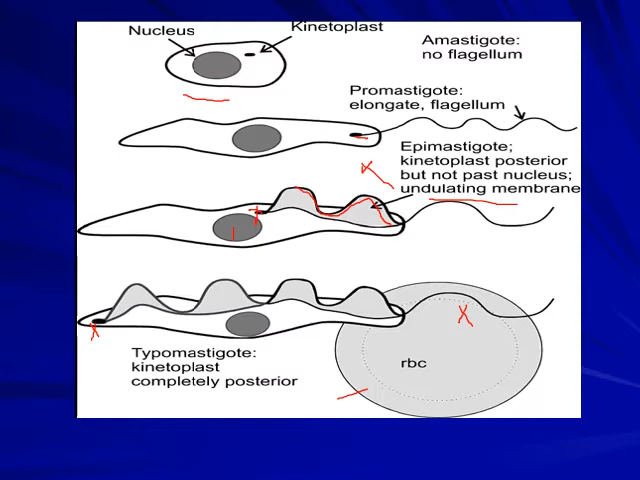 Nucleus
Kinetoplast
Amastigote:
no flagellum
Promastigote:
elongate, flagellum
Epimastigote;
kinetoplast posterior
but not past nucleus;
undulating membrane
Typomastigote:
kinetoplast
completely posterior
rbc